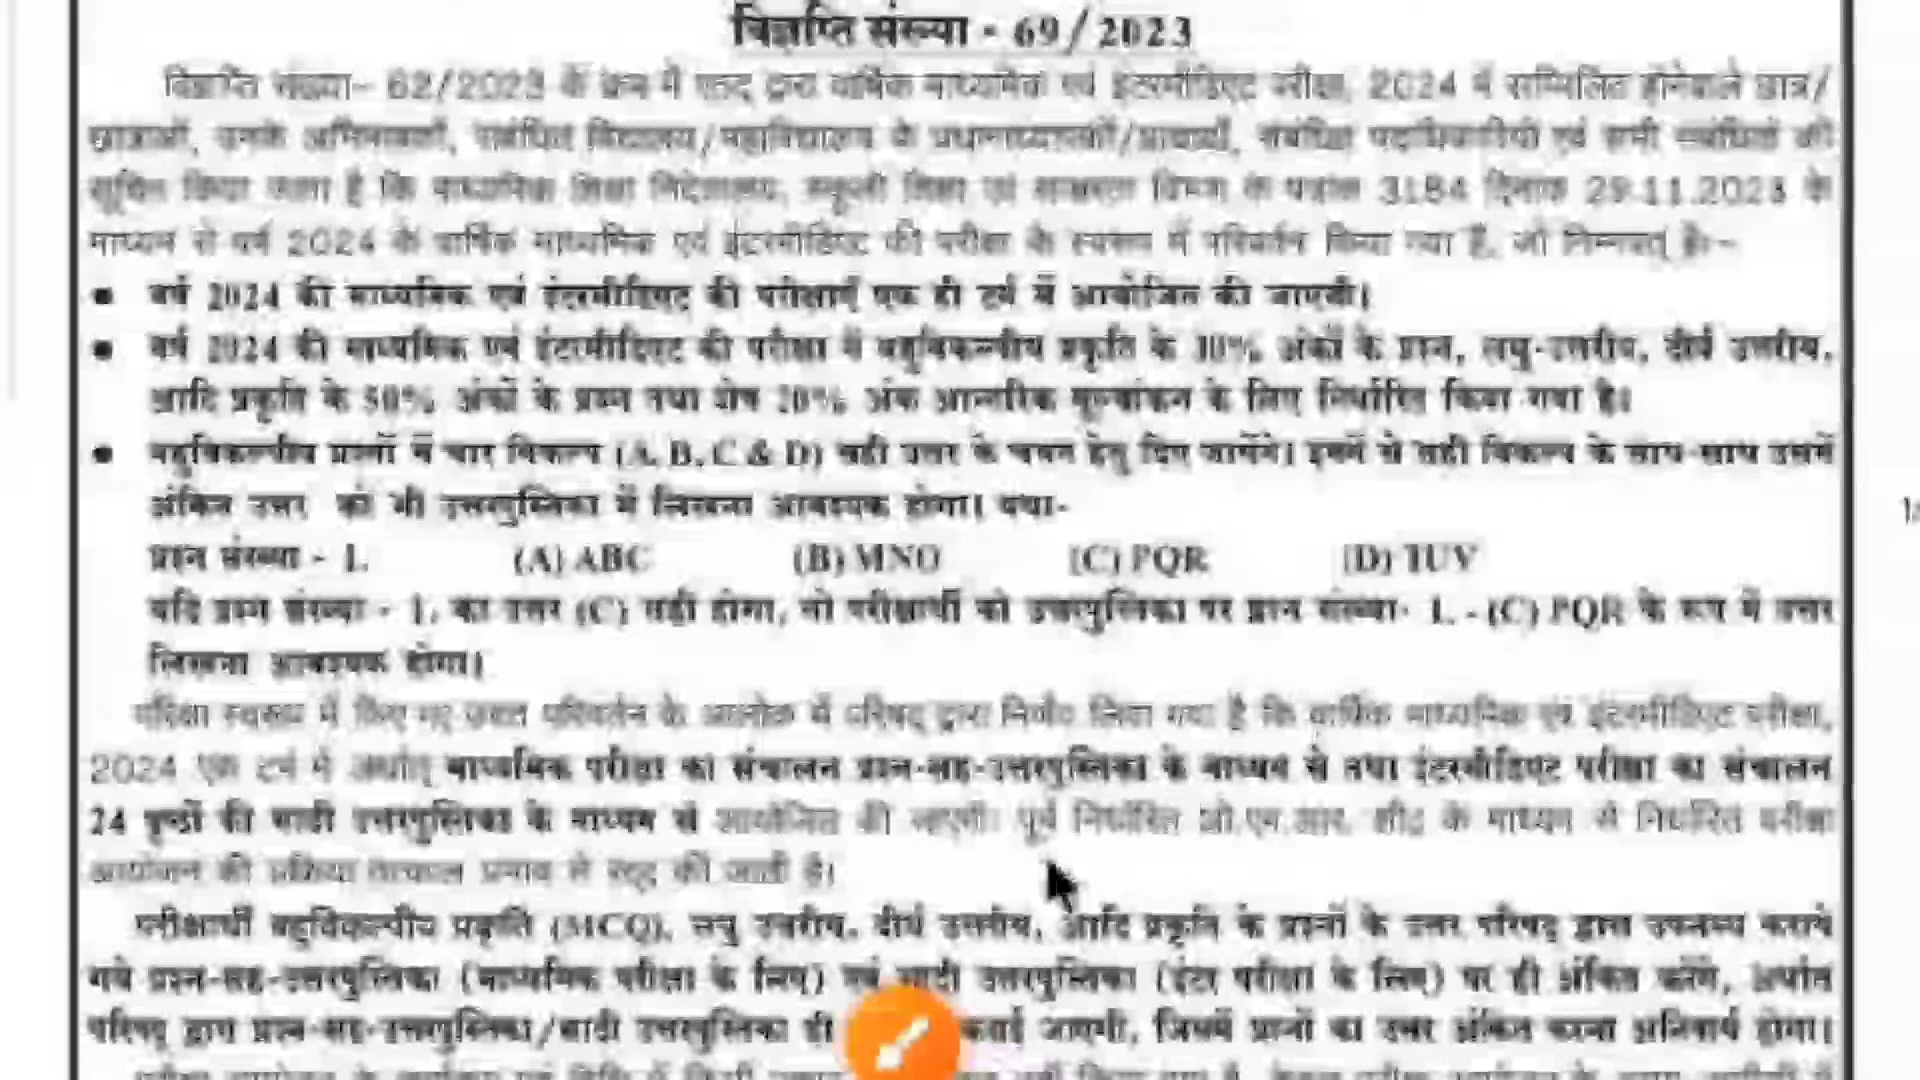 विज्ञप्ति संख्या - 69/2023
विज्ञप्ति संख्या- 62/2023 के क्रम में एतद् द्वारा वार्षिक माध्यमिक एवं इंटरमीडिएट परीक्षा, 2024 में सम्मिलित होनेवाले छात्र/
छात्राओं, उनके अभिभावकों, संबंधित विद्यालय/महाविद्यालय के प्रधानाध्यापकों/प्राचार्यों, संबंधित पदाधिकारियों एवं सभी संबंधितों को
सूचित किया जाता है कि माध्यमिक शिक्षा निदेशालय, स्कूली शिक्षा एवं साक्षरता विभाग के पत्रांक 3184 दिनांक 29.11.2023 के
माध्यम से वर्ष 2024 के वार्षिक माध्यमिक एवं इंटरमीडिएट की परीक्षा के स्वरूप में परिवर्तन किया गया है, जो निम्नवत् है:-
• वर्ष 2024 की माध्यमिक एवं इंटरमीडिएट की परीक्षाएँ एक ही टर्म में आयोजित की जाएगी।
• वर्ष 2024 की माध्यमिक एवं इंटरमीडिएट की परीक्षा में बहुविकल्पीय प्रकृति के 30% अंकों के प्रश्न, लघु-उत्तरीय, दीर्घ उत्तरीय,
आदि प्रकृति के 50% अंकों के प्रश्न तथा शेष 20% अंक आन्तरिक मूल्यांकन के लिए निर्धारित किया गया है।
• बहुविकल्पीय प्रश्नों में चार विकल्प (A, B, C & D) सही उत्तर के चयन हेतु दिए जायेंगे। इनमें से सही विकल्प के साथ-साथ उसमें
अंकित उत्तर को भी उत्तरपुस्तिका में लिखना आवश्यक होगा। यथा-
प्रश्न संख्या - 1. (A) ABC (B) MNO (C) PQR (D) TUV
यदि प्रश्न संख्या - 1, का उत्तर (C) सही होगा, तो परीक्षार्थी को उत्तरपुस्तिका पर प्रश्न संख्या- 1. - (C) PQR के रूप में उत्तर
लिखना आवश्यक होगा।
परीक्षा स्वरूप में किए गए उक्त परिवर्तन के आलोक में परिषद् द्वारा निर्णय लिया गया है कि वार्षिक माध्यमिक एवं इंटरमीडिएट परीक्षा,
2024 एक टर्म में अर्थात् माध्यमिक परीक्षा का संचालन प्रश्न-सह-उत्तरपुस्तिका के माध्यम से तथा इंटरमीडिएट परीक्षा का संचालन
24 पृष्ठों की सादी उत्तरपुस्तिका के माध्यम से आयोजित की जाएगी। पूर्व निर्धारित ओ.एम.आर. शीट के माध्यम से निर्धारित परीक्षा
आयोजन की प्रक्रिया तत्काल प्रभाव से रद्द की जाती है।
परीक्षार्थी बहुविकल्पीय प्रकृति (MCQ), लघु उत्तरीय, दीर्घ उत्तरीय, आदि प्रकृति के प्रश्नों के उत्तर परिषद् द्वारा उपलब्ध कराये
गये प्रश्न-सह-उत्तरपुस्तिका (माध्यमिक परीक्षा के लिए) एवं सादी उत्तरपुस्तिका (इंटर परीक्षा के लिए) पर ही अंकित करेंगे, अर्थात
परिषद् द्वारा प्रश्न-सह-उत्तरपुस्तिका/सादी उत्तरपुस्तिका ही कराई जाएगी, जिसमें प्रश्नों का उत्तर अंकित करना अनिवार्य होगा।